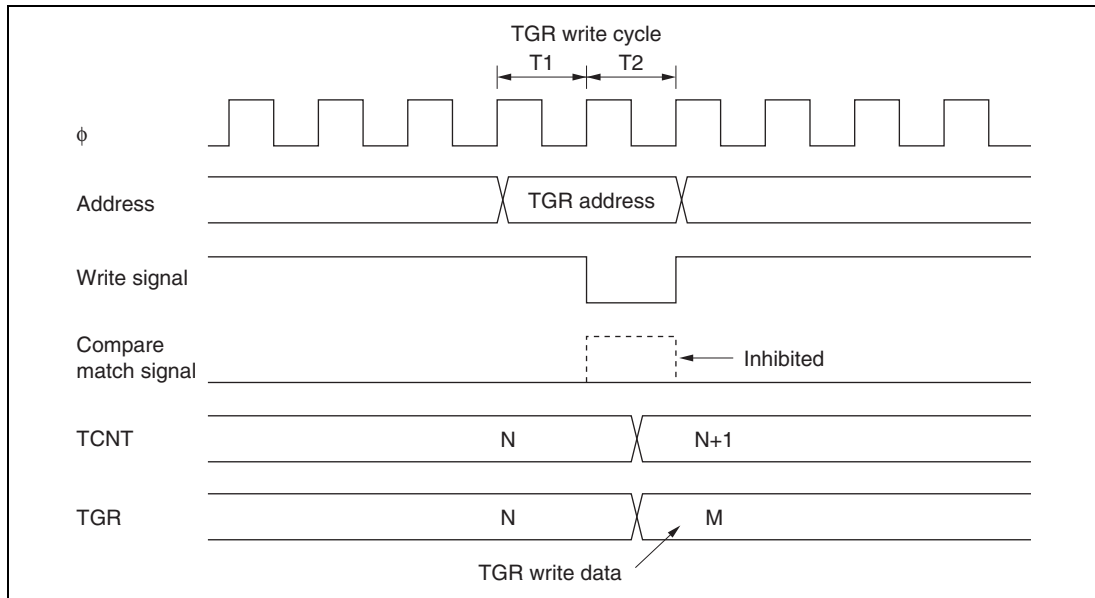 TGR write cycle
T1 T2
ϕ
Address TGR address
Write signal
Compare
match signal Inhibited
TCNT N N+1
TGR N M
TGR write data